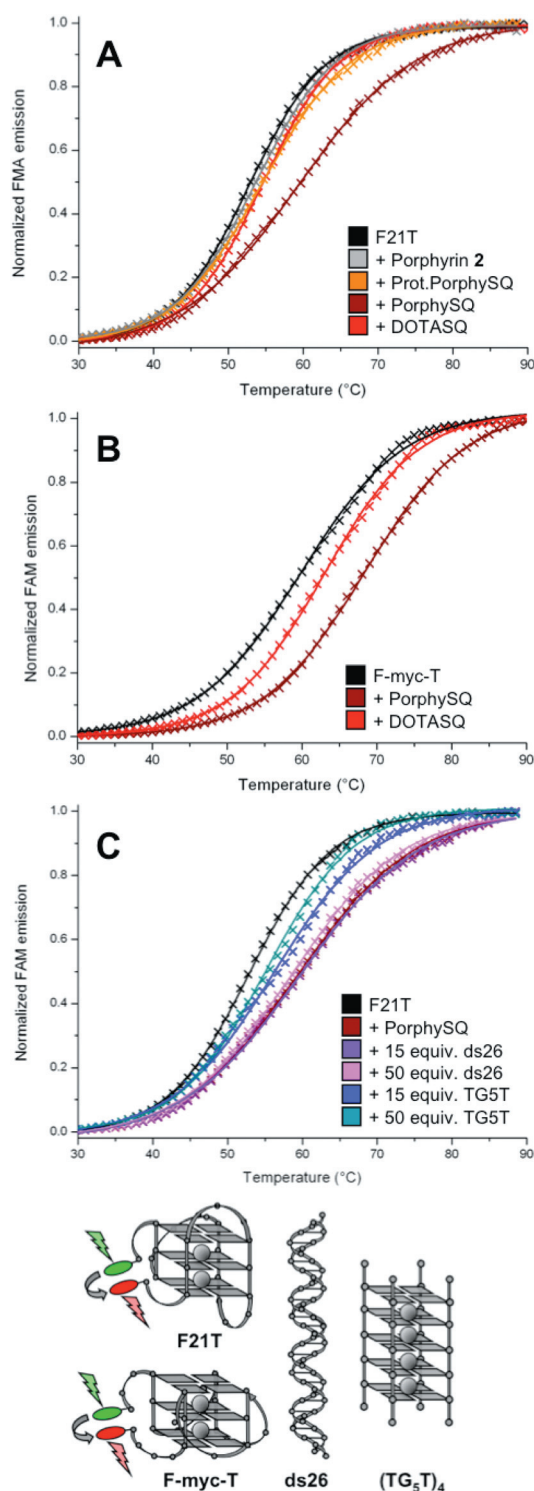 A
Normalized FMA emission
1.0
0.8
0.6
0.4
0.2
0.0
F21T
+ Porphyrin 2
+ Prot.PorphySQ
+ PorphySQ
+ DOTASQ
30 40 50 60 70 80 90
Temperature (°C)
B
Normalized FAM emission
1.0
0.8
0.6
0.4
0.2
0.0
F-myc-T
+ PorphySQ
+ DOTASQ
30 40 50 60 70 80 90
Temperature (°C)
C
Normalized FAM emission
1.0
0.8
0.6
0.4
0.2
0.0
F21T
+ PorphySQ
+ 15 equiv. ds26
+ 50 equiv. ds26
+ 15 equiv. TG5T
+ 50 equiv. TG5T
30 40 50 60 70 80 90
Temperature (°C)
F21T
F-myc-T ds26 (TG₅T)₄